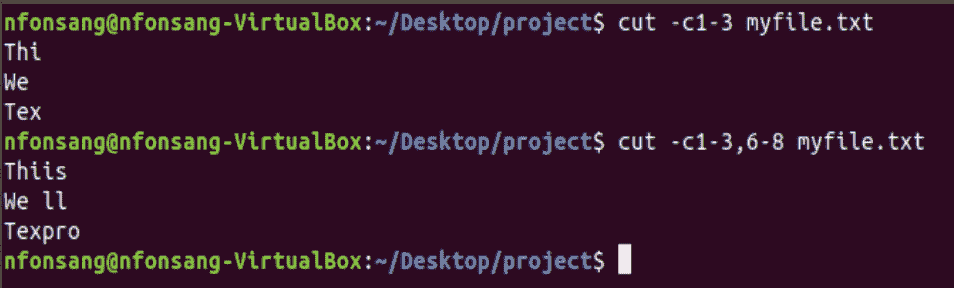 nfonsang@nfonsang-VirtualBox:~/Desktop/project$ cut -c1-3 myfile.txt
Thi
We
Tex
nfonsang@nfonsang-VirtualBox:~/Desktop/project$ cut -c1-3,6-8 myfile.txt
Thiis
We ll
Texpro
nfonsang@nfonsang-VirtualBox:~/Desktop/project$